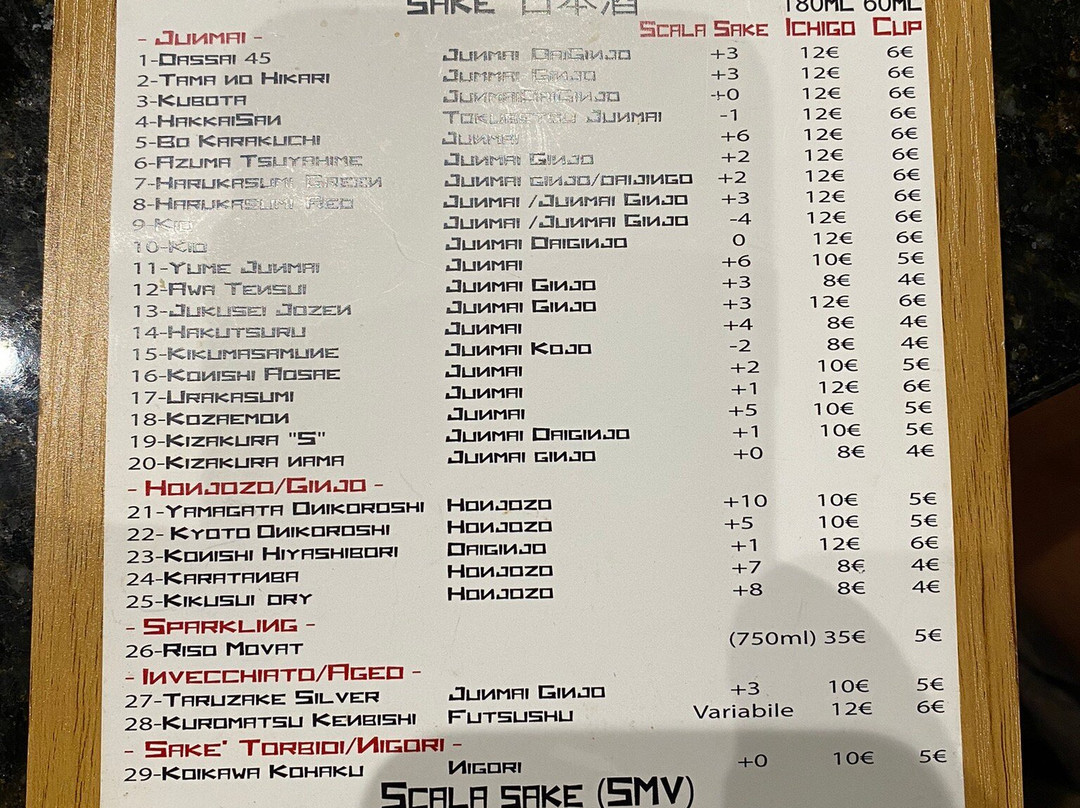 SAKE 日本酒 180ML 60ML
- JUNMAI - SCALA SAKE ICHIGO CUP
1-DASSAI 45 JUNMAI DAIGINJO +3 12€ 6€
2-TAMA NO HIKARI JUNMAI GINJO +3 12€ 6€
3-KUBOTA JUNMAIDAIGINJO +0 12€ 6€
4-HAKKAISAN TOKUBETSU JUNMAI -1 12€ 6€
5-BO KARAKUCHI JUNMAI +6 12€ 6€
6-AZUMA TSUYAHIME JUNMAI GINJO +2 12€ 6€
7-HARUKASUMI GREEN JUNMAI GINJO/DAIJINGO +2 12€ 6€
8-HARUKASUMI RED JUNMAI /JUNMAI GINJO +3 12€ 6€
9-KID JUNMAI /JUNMAI GINJO -4 12€ 6€
10-KID JUNMAI DAIGINJO 0 12€ 6€
11-YUME JUNMAI JUNMAI +6 10€ 5€
12-AWA TENSUI JUNMAI GINJO +3 8€ 4€
13-JUKUSEI JOZEN JUNMAI GINJO +3 12€ 6€
14-HAKUTSURU JUNMAI +4 8€ 4€
15-KIKUMASAMUNE JUNMAI KOJO -2 8€ 4€
16-KONISHI AOSAE JUNMAI +2 10€ 5€
17-URAKASUMI JUNMAI +1 12€ 6€
18-KOZAEMON JUNMAI +5 10€ 5€
19-KIZAKURA "S" JUNMAI DAIGINJO +1 10€ 5€
20-KIZAKURA NAMA JUNMAI GINJO +0 8€ 4€
- HONJOZO/GINJO -
21-YAMAGATA ONIKOROSHI HONJOZO +10 10€ 5€
22- KYOTO ONIKOROSHI HONJOZO +5 10€ 5€
23-KONISHI HIYASHIBORI DAIGINJO +1 12€ 6€
24-KARATANBA HONJOZO +7 8€ 4€
25-KIKUSUI DRY HONJOZO +8 8€ 4€
- SPARKLING -
26-RISO MOVAT (750ml) 35€ 5€
- INVECCHIATO/AGED -
27-TARUZAKE SILVER JUNMAI GINJO +3 10€ 5€
28-KUROMATSU KENBISHI FUTSUSHU Variabile 12€ 6€
- SAKE' TORBIDI/NIGORI -
29-KOIKAWA KOHAKU NIGORI +0 10€ 5€
SCALA SAKE (SMV)